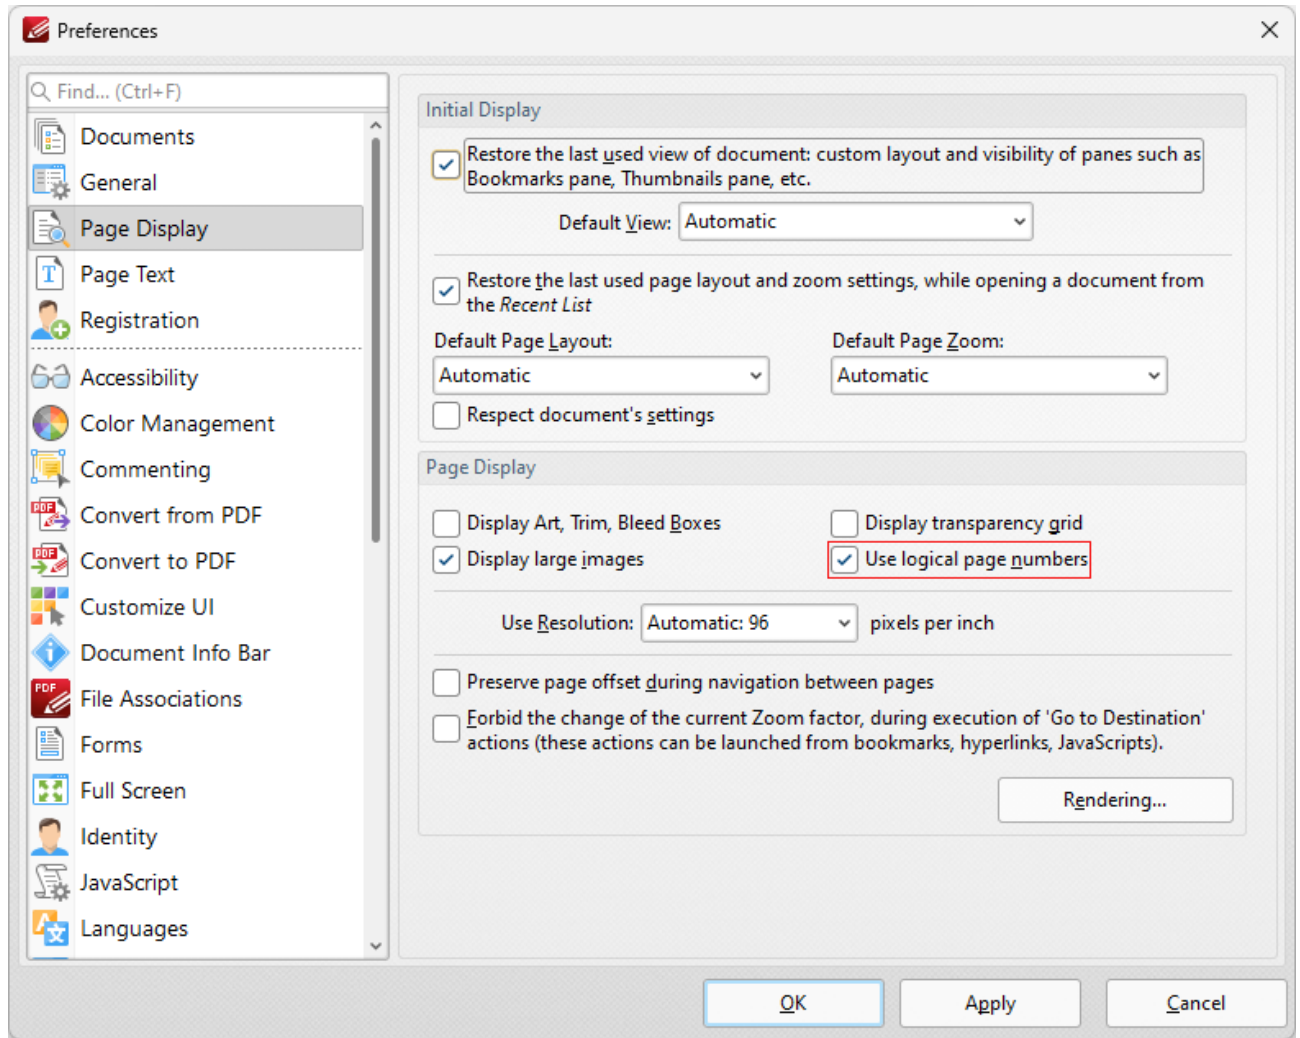 Preferences
Find... (Ctrl+F)
Documents
General
Page Display
Page Text
Registration
Accessibility
Color Management
Commenting
Convert from PDF
Convert to PDF
Customize UI
Document Info Bar
File Associations
Forms
Full Screen
Identity
JavaScript
Languages
Initial Display
Restore the last used view of document: custom layout and visibility of panes such as
Bookmarks pane, Thumbnails pane, etc.
Default View: Automatic
Restore the last used page layout and zoom settings, while opening a document from
the Recent List
Default Page Layout: Default Page Zoom:
Automatic Automatic
Respect document's settings
Page Display
Display Art, Trim, Bleed Boxes Display transparency grid
Display large images Use logical page numbers
Use Resolution: Automatic: 96 pixels per inch
Preserve page offset during navigation between pages
Forbid the change of the current Zoom factor, during execution of 'Go to Destination'
actions (these actions can be launched from bookmarks, hyperlinks, JavaScripts).
Rendering...
OK Apply Cancel